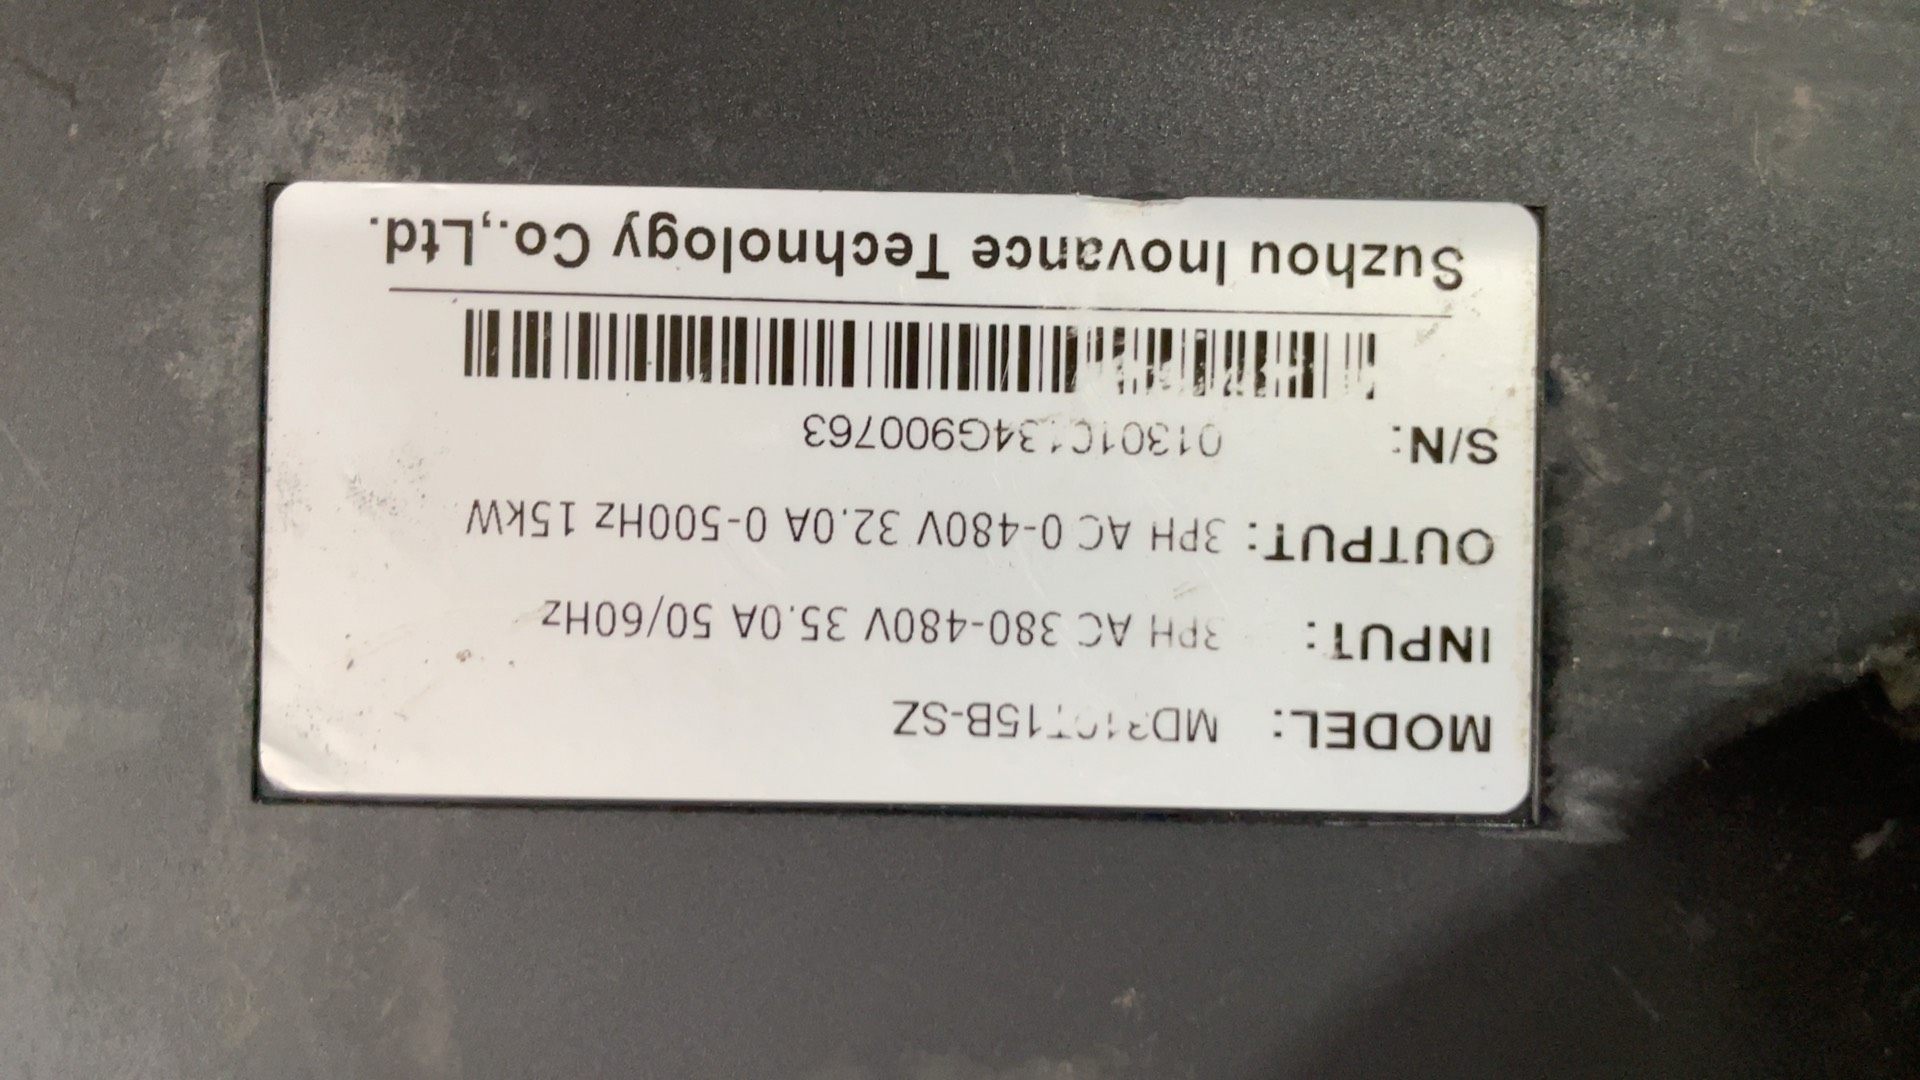 MODEL: MD310T15B-SZ
INPUT: 3PH AC 380-480V 35.0A 50/60Hz
OUTPUT: 3PH AC 0-480V 32.0A 0-500Hz 15kW
S/N:
Suzhou Inovance Technology Co.,Ltd.